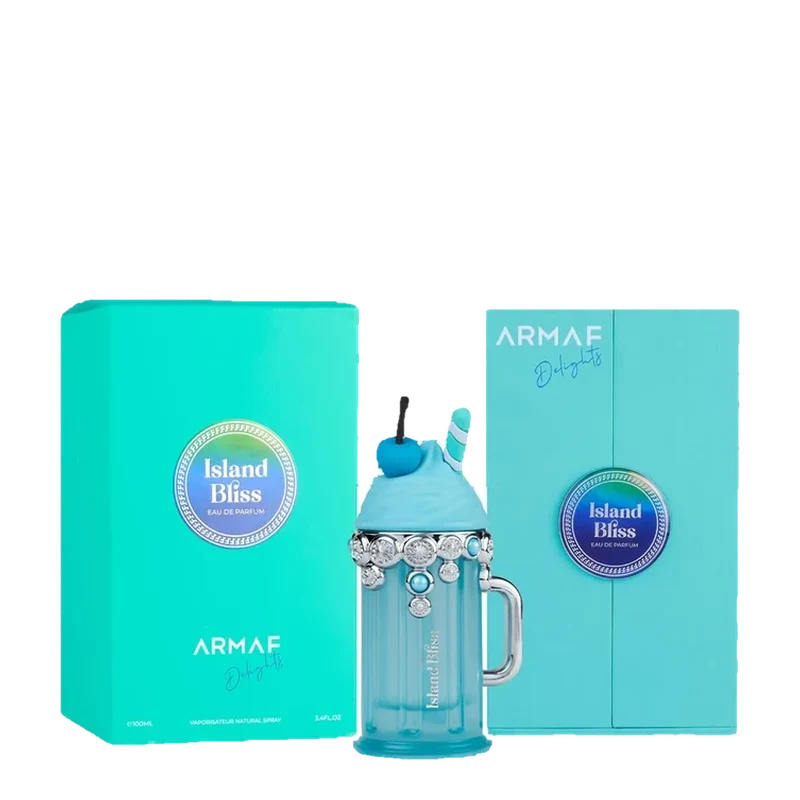 Island
Bliss
EAU DE PARFUM
ARMAF
Delights
℮100ML
VAPORISATEUR NATURAL SPRAY
3.4FL.OZ
Island Bliss
ARMAF
Delights
Island
Bliss
EAU DE PARFUM